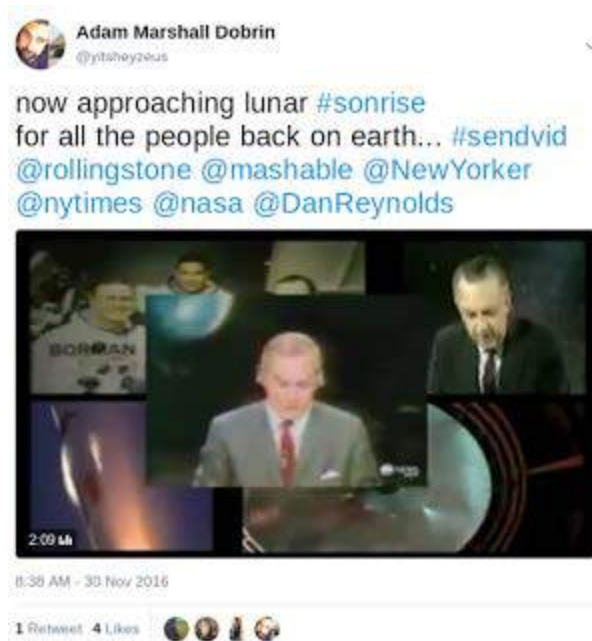 Adam Marshall Dobrin
@yitsheyzeus
now approaching lunar #sonrise
for all the people back on earth... #sendvid
@rollingstone @mashable @NewYorker
@nytimes @nasa @DanReynolds
BORMAN
2:09
8:38 AM - 30 Nov 2016
1 Retweet 4 Likes